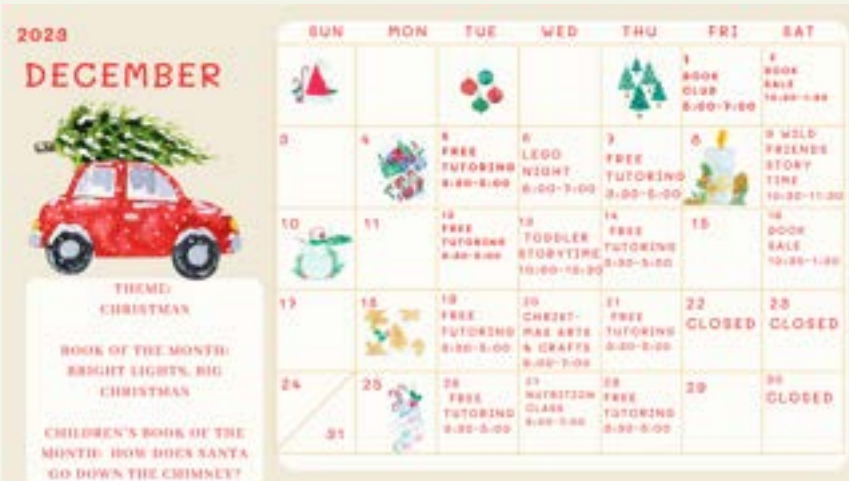 2023
DECEMBER
THEME:
CHRISTMAS
BOOK OF THE MONTH:
BRIGHT LIGHTS, BIG
CHRISTMAS
CHILDREN'S BOOK OF THE
MONTH: HOW DOES SANTA
GO DOWN THE CHIMNEY?
SUN MON TUE WED THU FRI SAT
1
BOOK
CLUB
2
BOOK
SALE
3
4
5
FREE
TUTORING
6
LEGO
NIGHT
7
FREE
TUTORING
8
9 WILD
FRIENDS
STORY
TIME
10
11
12
FREE
TUTORING
13
TODDLER
STORYTIME
14
FREE
TUTORING
15
16
BOOK
SALE
17
18
19
FREE
TUTORING
20
CHRIST-
MAS ARTS
& CRAFTS
21
FREE
TUTORING
22
CLOSED
23
CLOSED
24
31
25
26
FREE
TUTORING
27
NUTRITION
CLASS
28
FREE
TUTORING
29
30
CLOSED